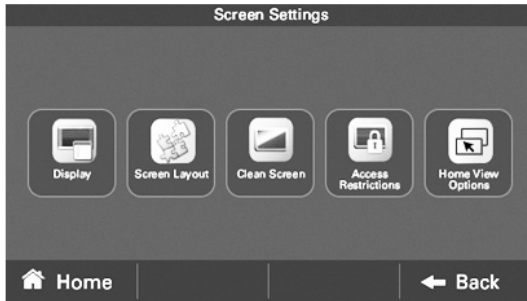 Screen Settings
Display
Screen Layout
Clean Screen
Access
Restrictions
Home View
Options
Home
Back